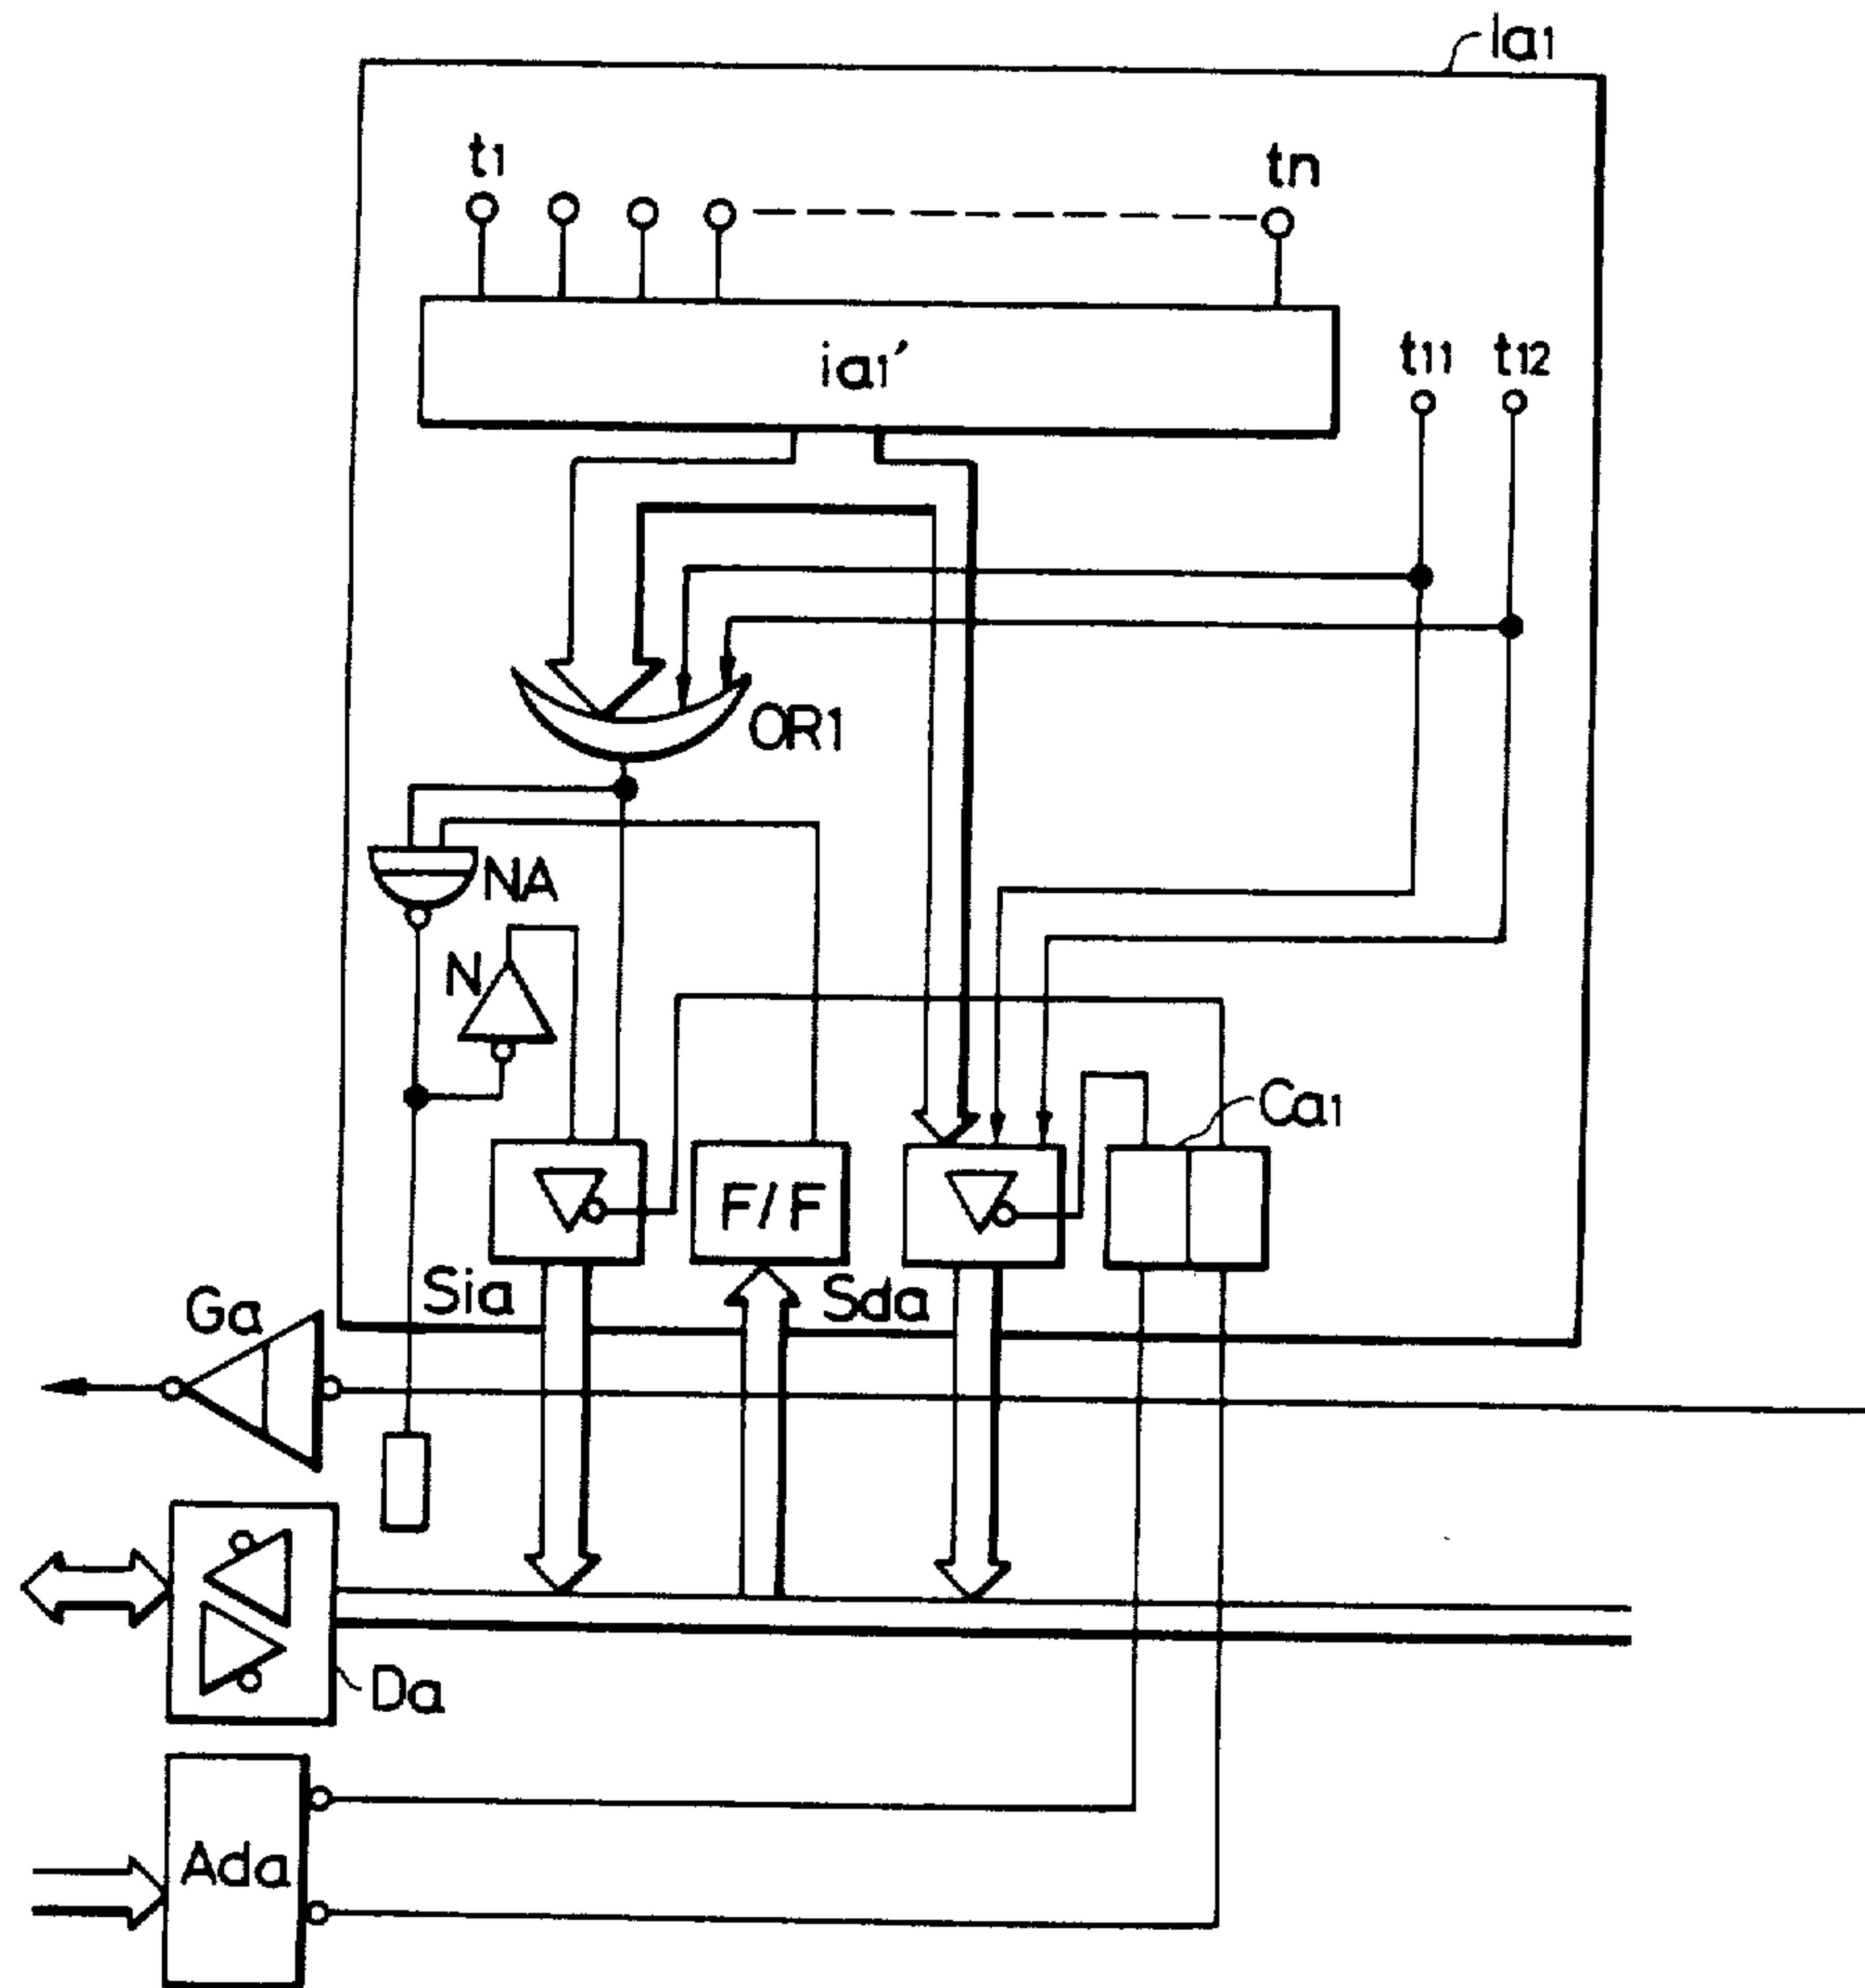 Ia1
t1
tn
ia1'
t11
t12
OR1
NA
N
Ca1
F/F
Sia
Sda
Ga
Da
Ada